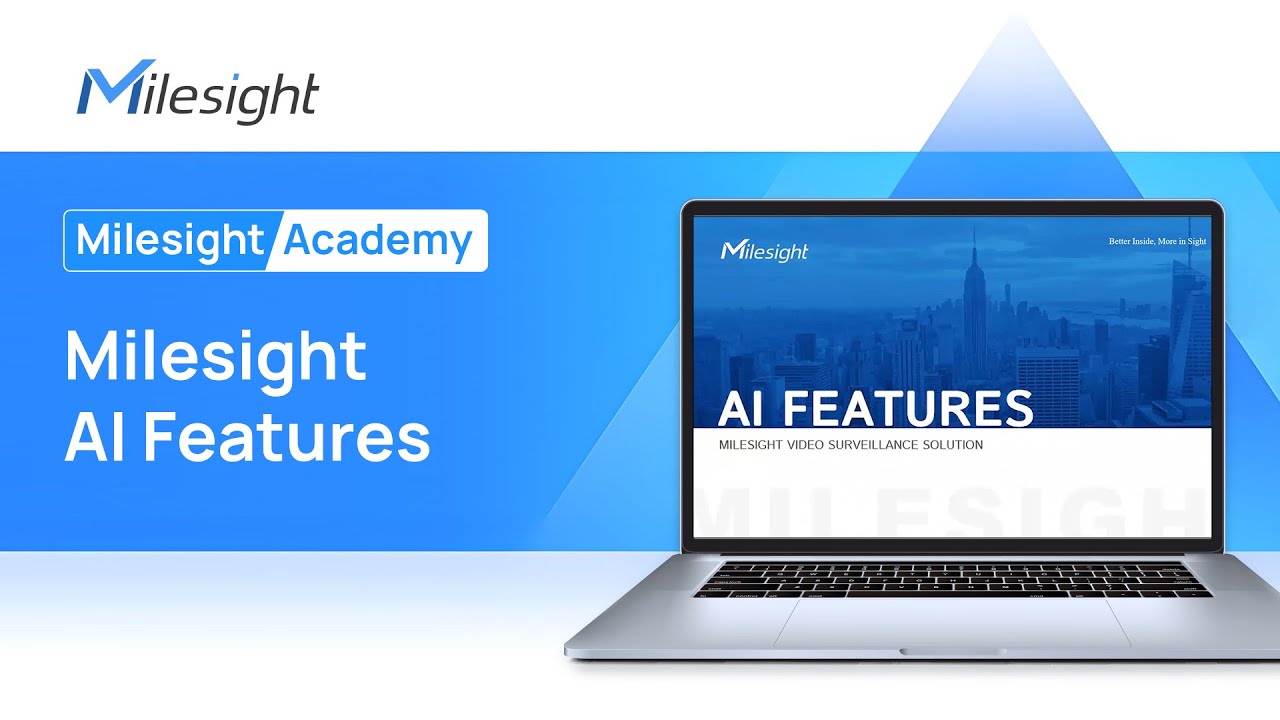 Milesight
Milesight Academy
Milesight
AI Features
Milesight
Better Inside, More in Sight
AI FEATURES
MILESIGHT VIDEO SURVEILLANCE SOLUTION
MILESIGH